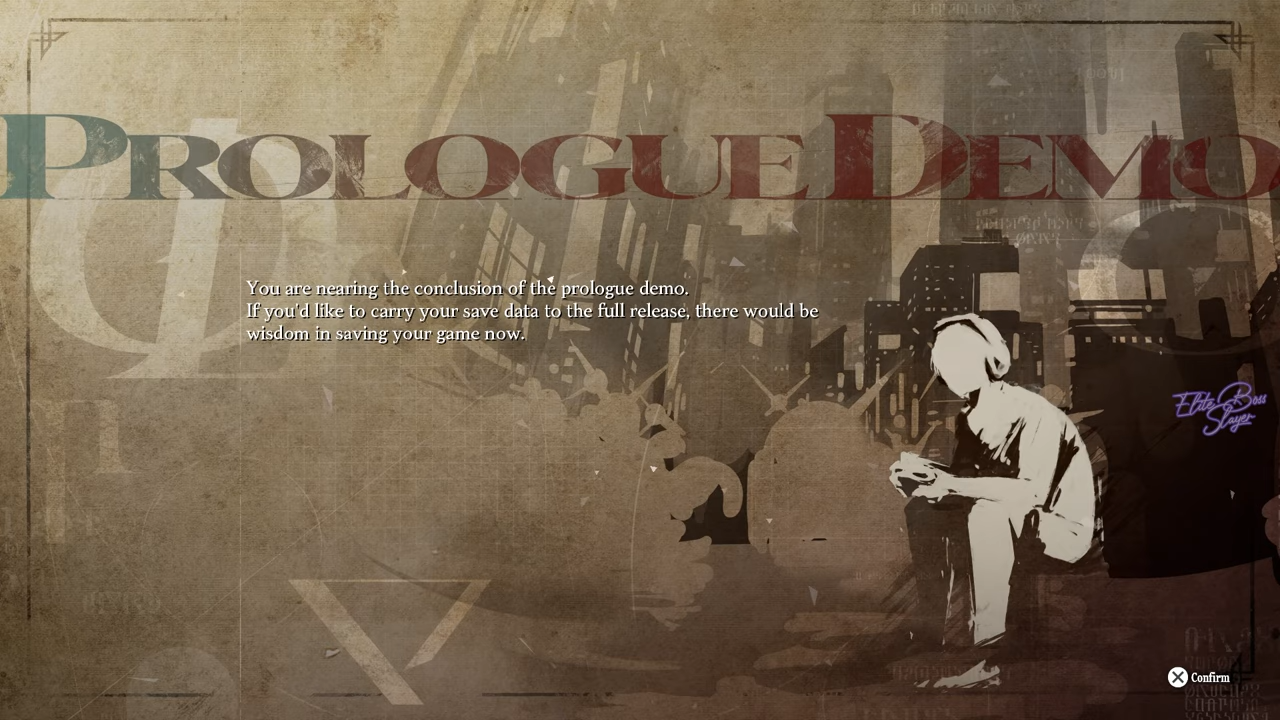 PROLOGUE DEMO
You are nearing the conclusion of the prologue demo.
If you'd like to carry your save data to the full release, there would be
wisdom in saving your game now.
Elite Boss
Slayer
Confirm